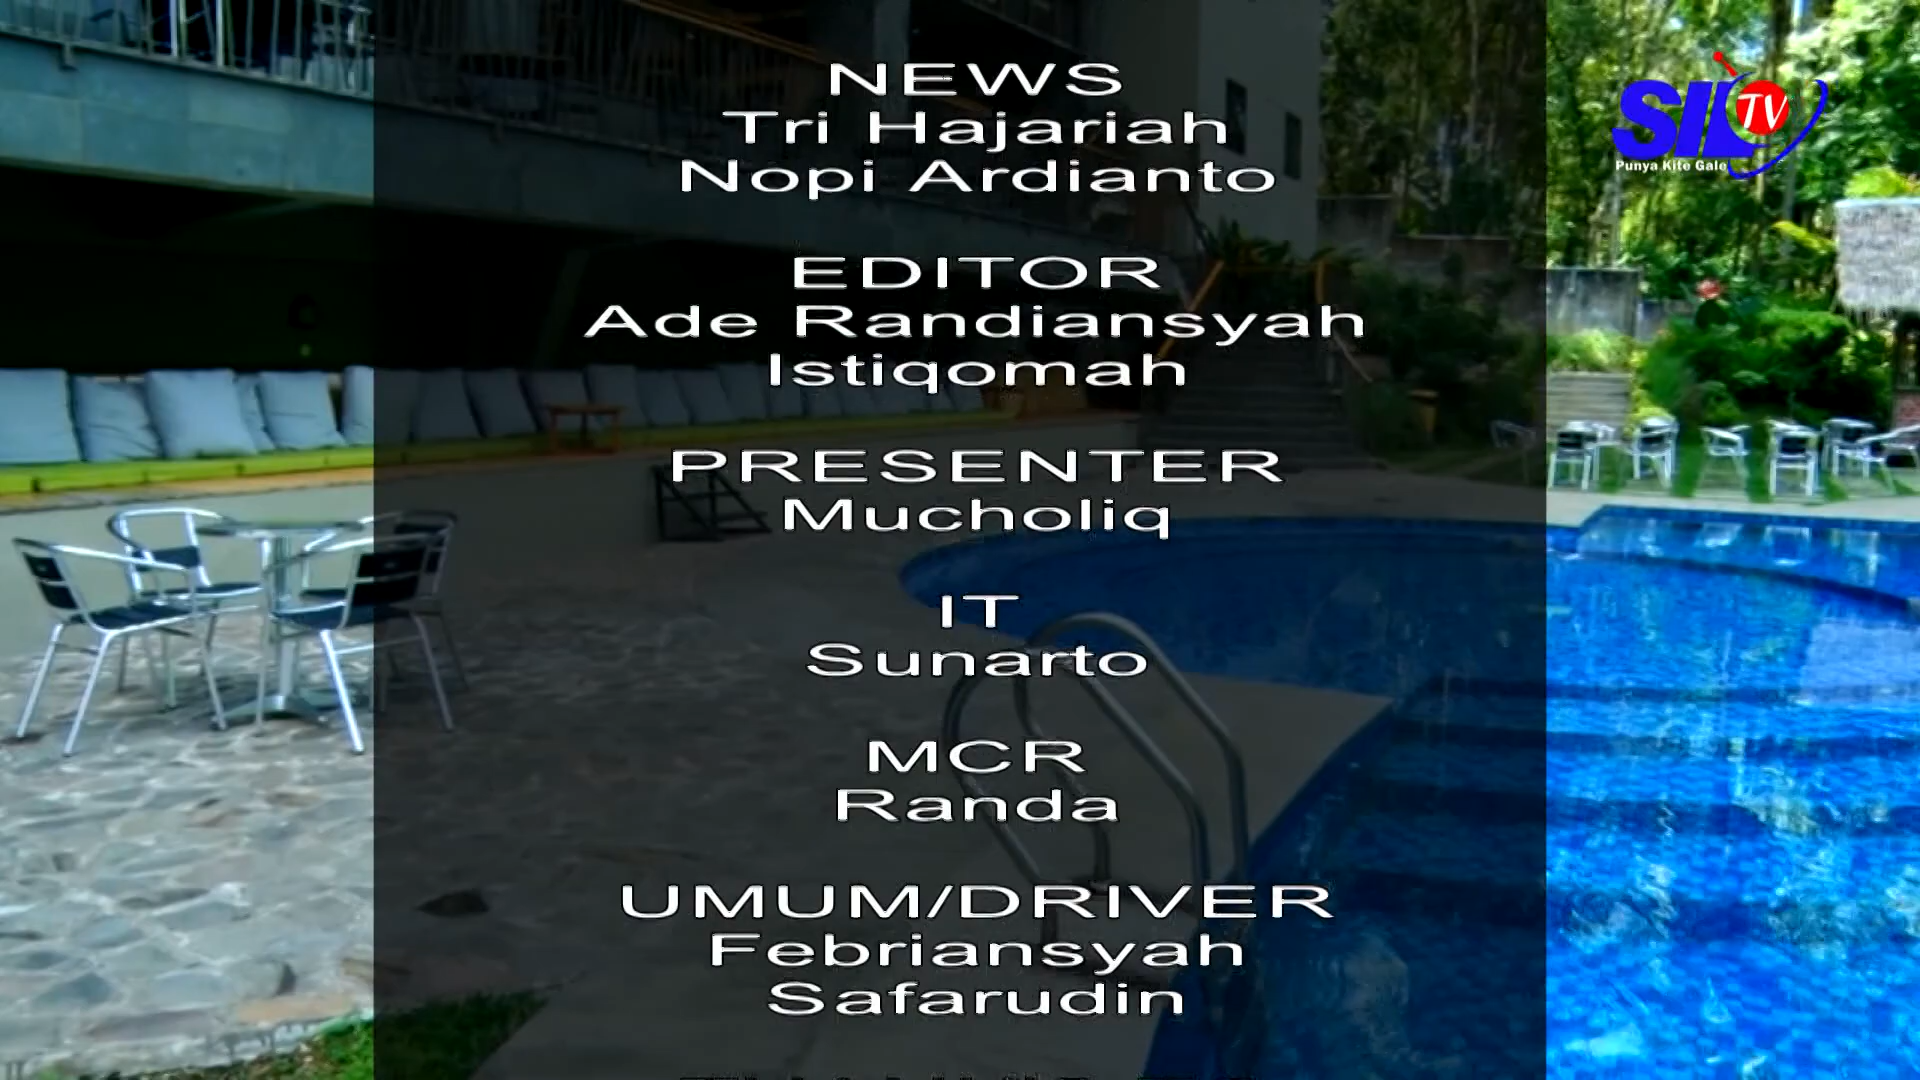 NEWS
Tri Hajariah
Nopi Ardianto
EDITOR
Ade Randiansyah
Istiqomah
PRESENTER
Mucholiq
IT
Sunarto
MCR
Randa
UMUM/DRIVER
Febriansyah
Safarudin
SIL TV
Punya Kite Gale